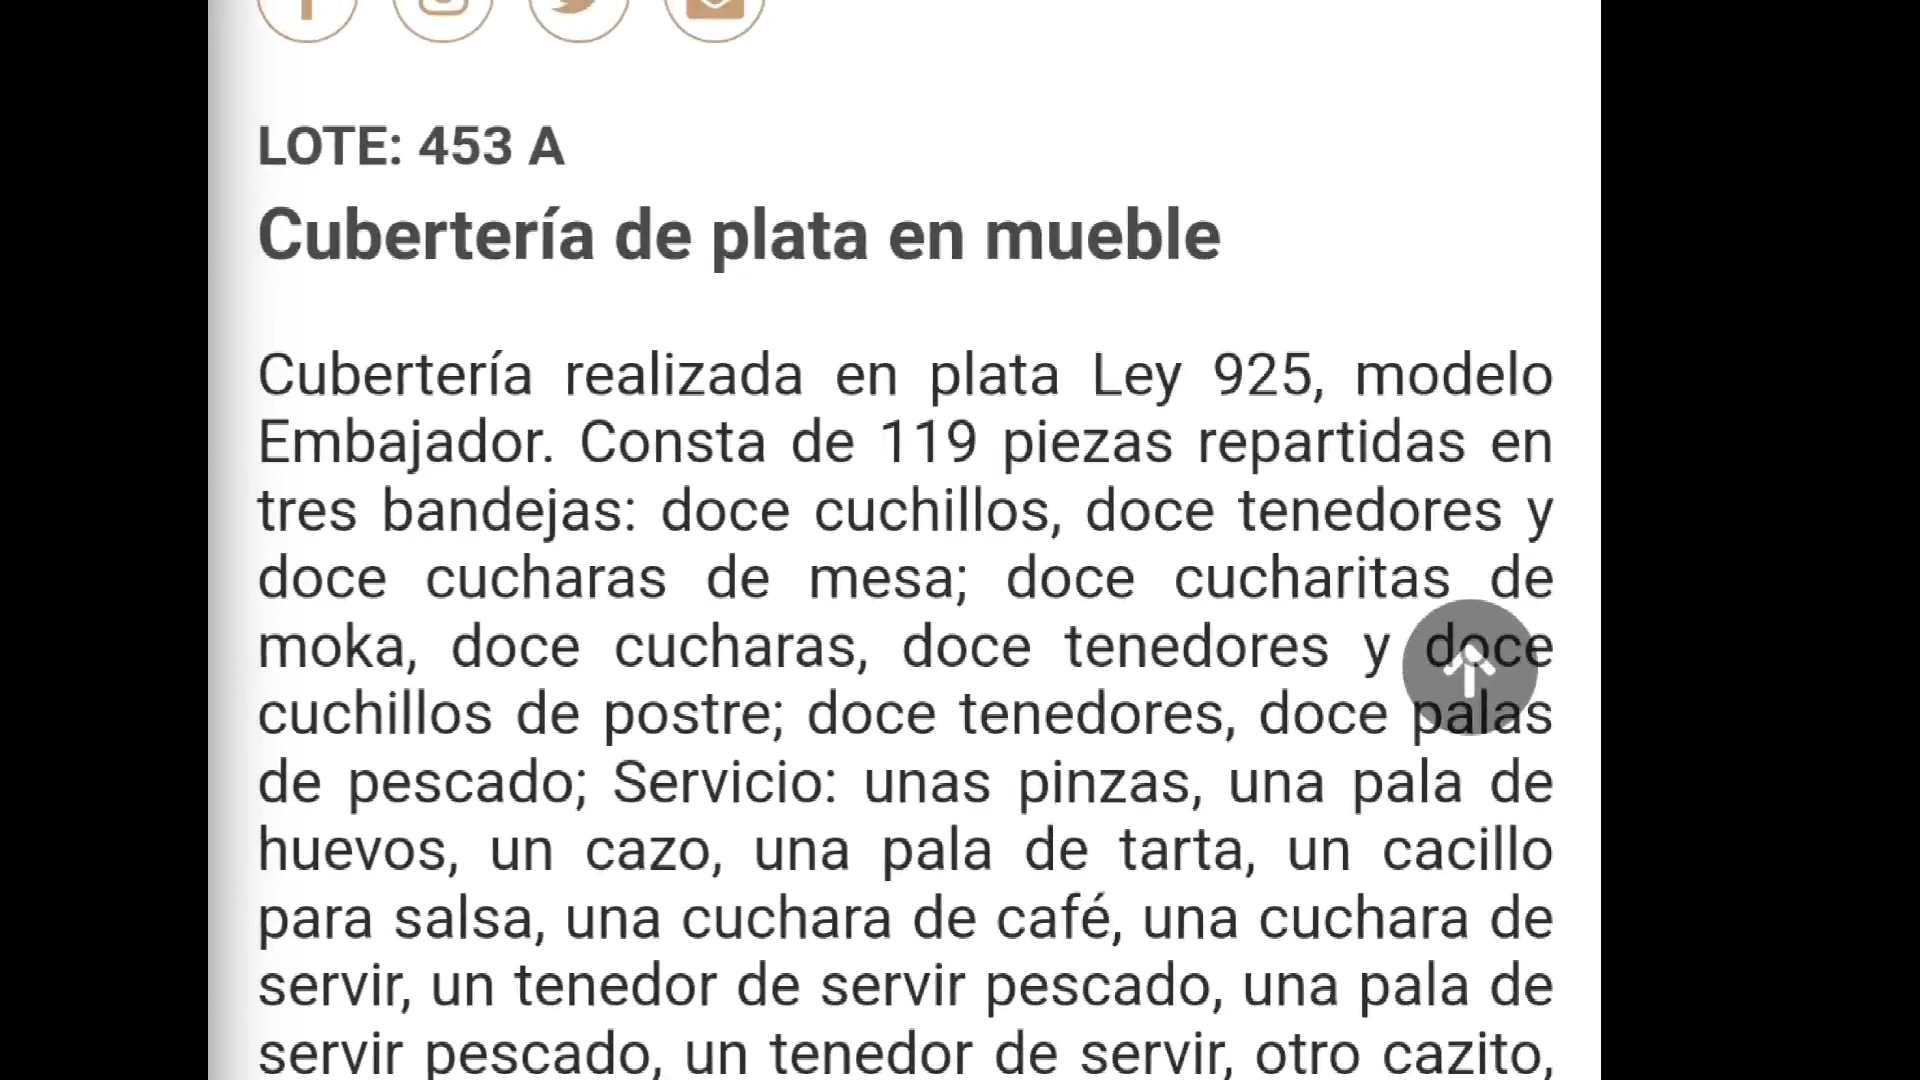 LOTE: 453 A
Cubertería de plata en mueble
Cubertería realizada en plata Ley 925, modelo
Embajador. Consta de 119 piezas repartidas en
tres bandejas: doce cuchillos, doce tenedores y
doce cucharas de mesa; doce cucharitas de
moka, doce cucharas, doce tenedores y doce
cuchillos de postre; doce tenedores, doce palas
de pescado; Servicio: unas pinzas, una pala de
huevos, un cazo, una pala de tarta, un cacillo
para salsa, una cuchara de café, una cuchara de
servir, un tenedor de servir pescado, una pala de
servir pescado, un tenedor de servir, otro cazito,